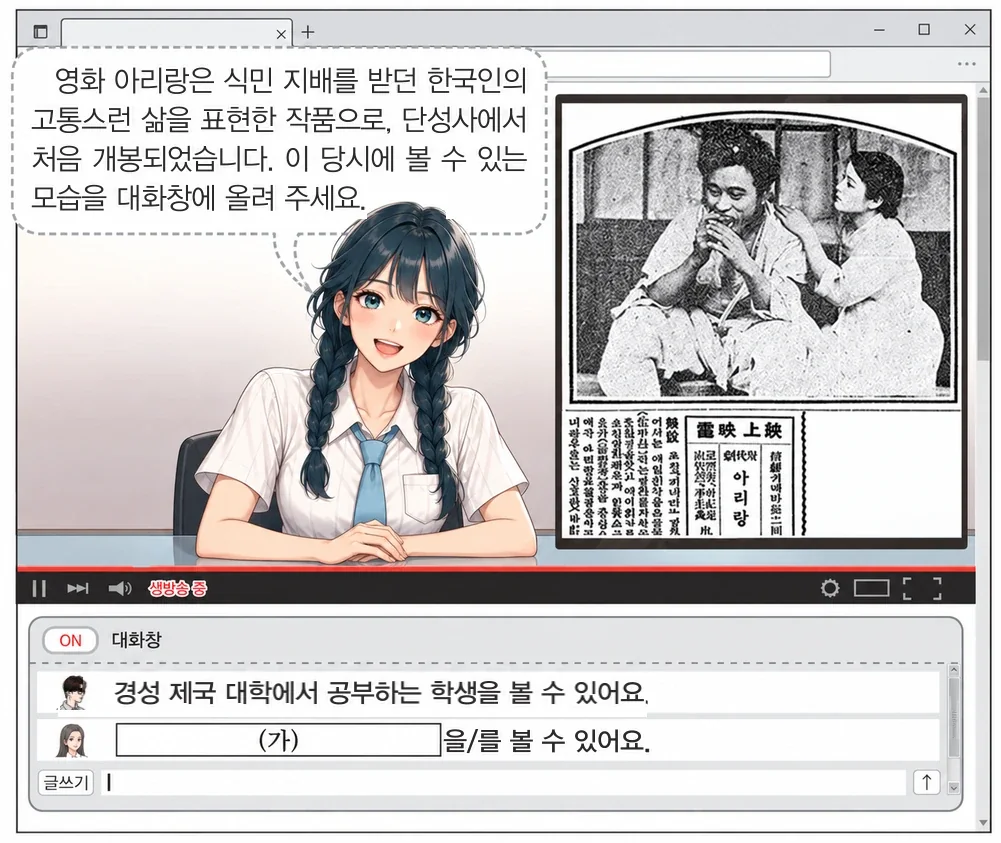 영화 아리랑은 식민 지배를 받던 한국인의
고통스런 삶을 표현한 작품으로, 단성사에서
처음 개봉되었습니다. 이 당시에 볼 수 있는
모습을 대화창에 올려 주세요.
電映上映
아리랑
생방송 중
ON 대화창
경성 제국 대학에서 공부하는 학생을 볼 수 있어요.
(가) 을/를 볼 수 있어요.
글쓰기